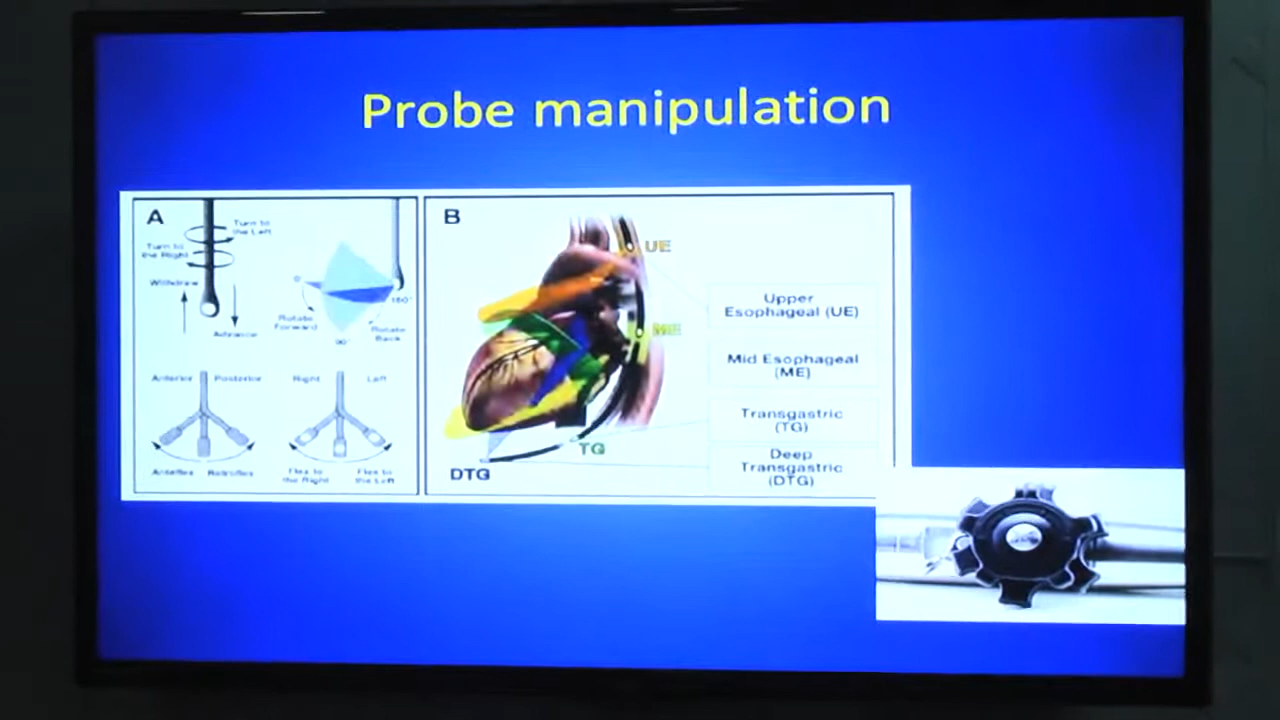 Probe manipulation
A
Turn to
the Left
Turn to
the Right
Withdraw
Advance
0°
180°
Rotate
Forward
Rotate
Back
90°
Anterior
Posterior
Right
Left
Anteflex
Retroflex
Flex to
the Right
Flex to
the Left
B
UE
ME
TG
DTG
Upper
Esophageal (UE)
Mid Esophageal
(ME)
Transgastric
(TG)
Deep
Transgastric
(DTG)